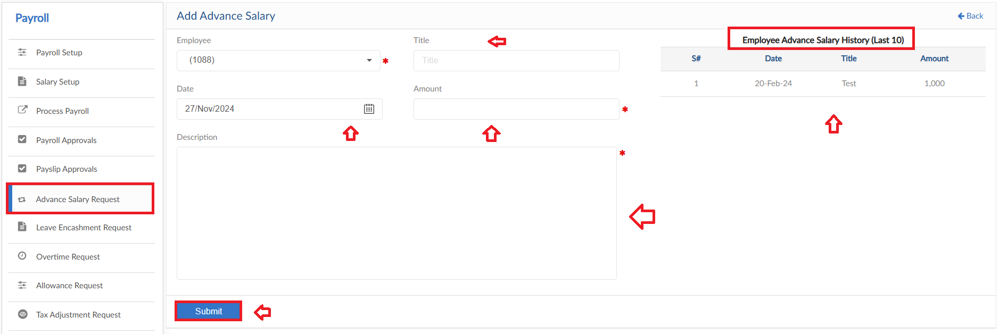 Payroll
Payroll Setup
Salary Setup
Process Payroll
Payroll Approvals
Payslip Approvals
Advance Salary Request
Leave Encashment Request
Overtime Request
Allowance Request
Tax Adjustment Request
Add Advance Salary
Back
Employee
(1088)
*
Title
Title
Date
27/Nov/2024
Amount
*
Description
*
Submit
Employee Advance Salary History (Last 10)
S# Date Title Amount
1 20-Feb-24 Test 1,000